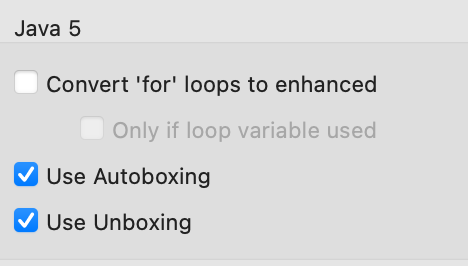 Java 5
Convert 'for' loops to enhanced
Only if loop variable used
Use Autoboxing
Use Unboxing